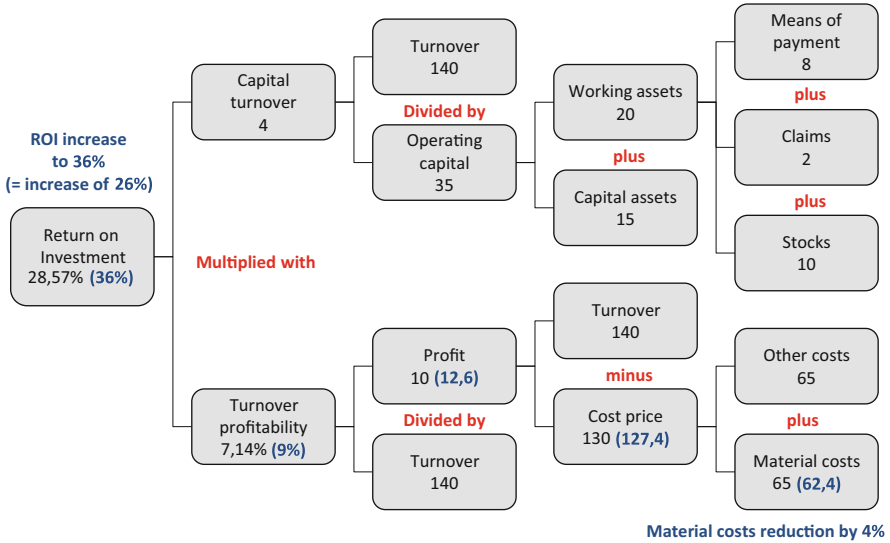 ROI increase
to 36%
(= increase of 26%)
Return on
Investment
28,57% (36%)
Multiplied with
Capital
turnover
4
Turnover
140
Divided by
Operating
capital
35
Working assets
20
plus
Capital assets
15
Means of
payment
8
plus
Claims
2
plus
Stocks
10
Turnover
profitability
7,14% (9%)
Profit
10 (12,6)
Divided by
Turnover
140
Turnover
140
minus
Cost price
130 (127,4)
Other costs
65
plus
Material costs
65 (62,4)
Material costs reduction by 4%